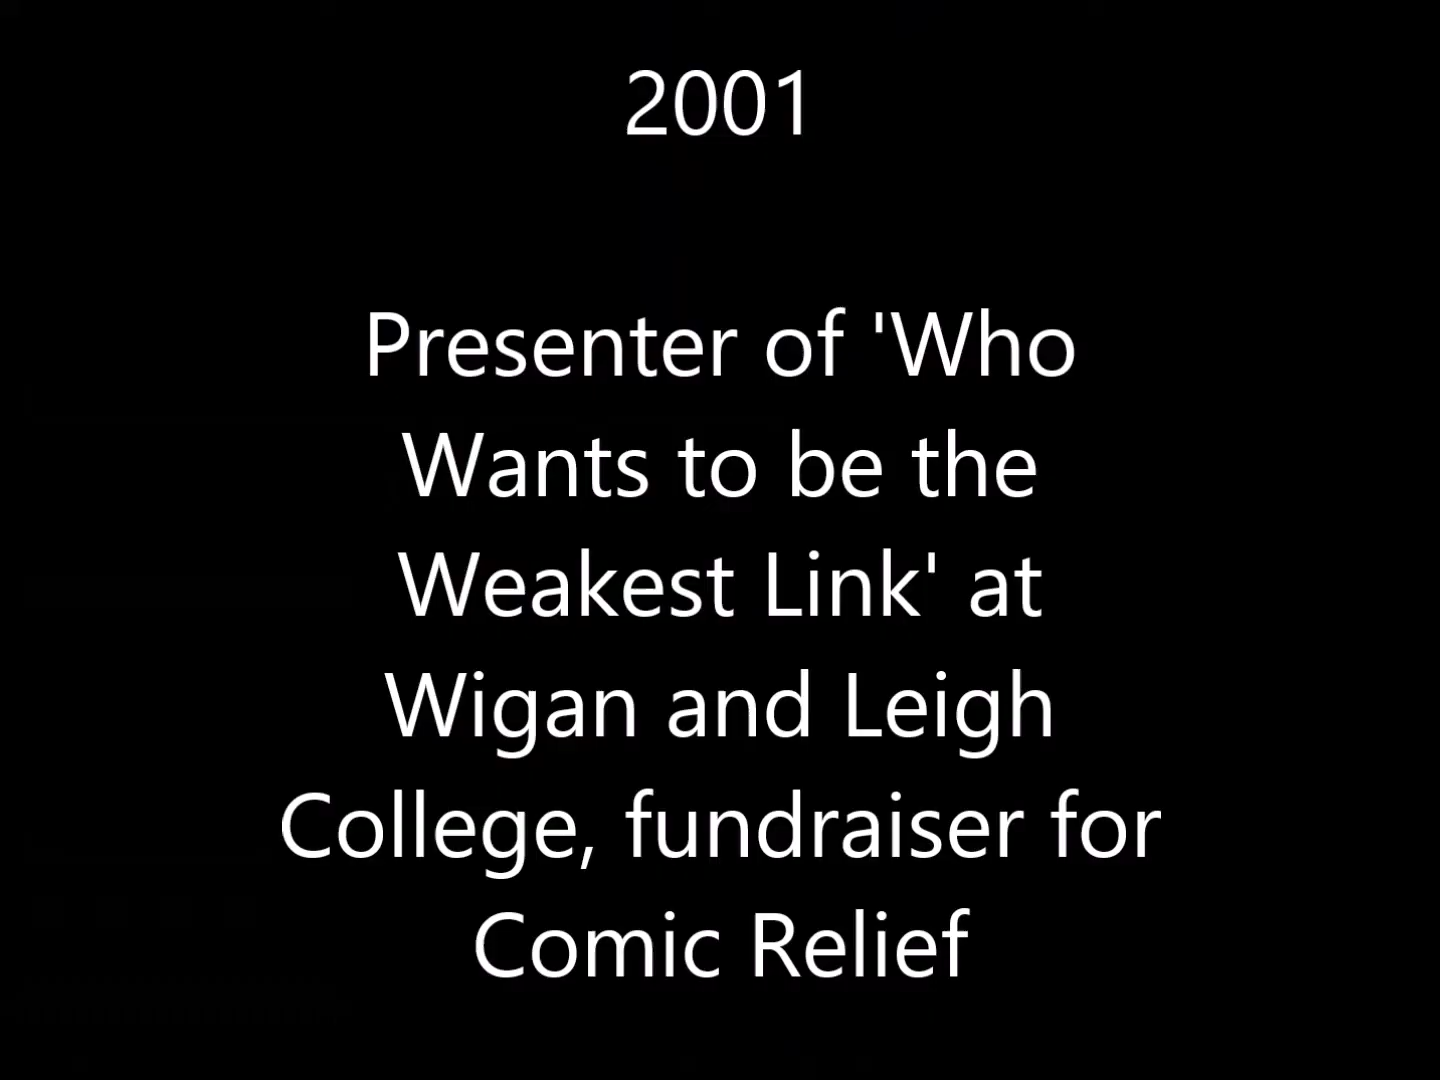 2001
Presenter of 'Who
Wants to be the
Weakest Link' at
Wigan and Leigh
College, fundraiser for
Comic Relief